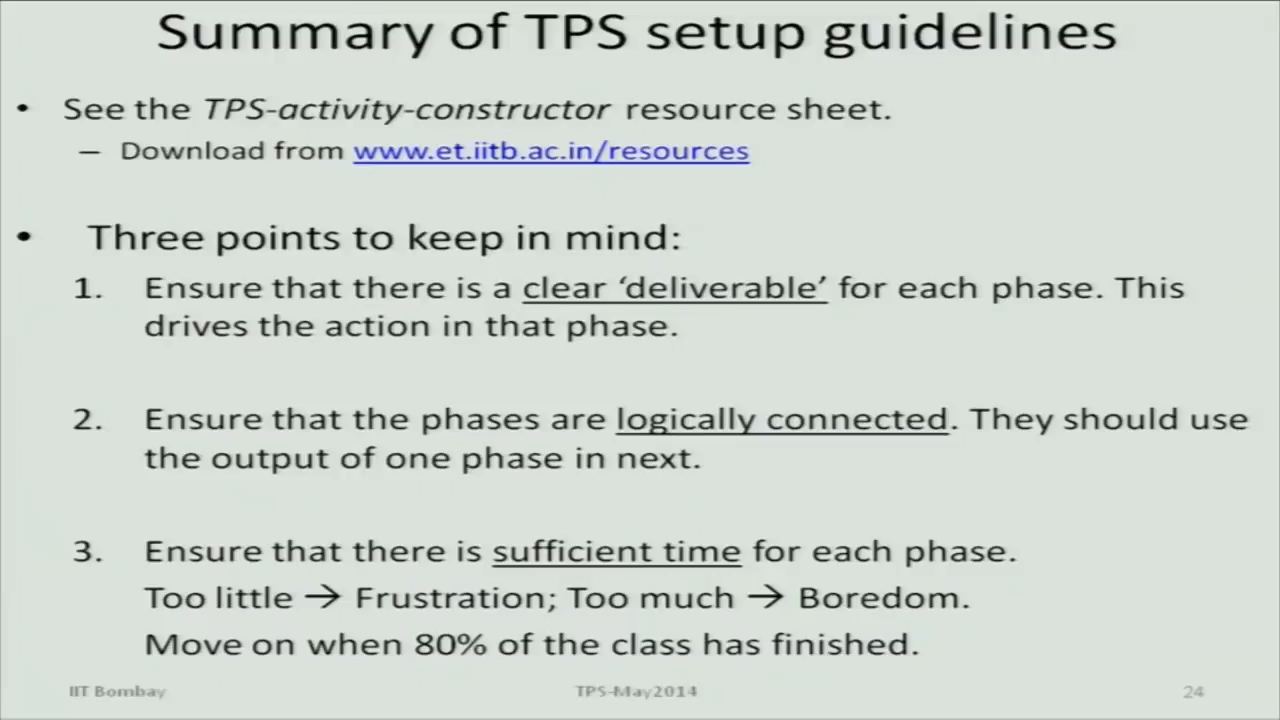 Summary of TPS setup guidelines
• See the TPS-activity-constructor resource sheet.
– Download from www.et.iitb.ac.in/resources
• Three points to keep in mind:
1. Ensure that there is a clear ‘deliverable’ for each phase. This
drives the action in that phase.
2. Ensure that the phases are logically connected. They should use
the output of one phase in next.
3. Ensure that there is sufficient time for each phase.
Too little → Frustration; Too much → Boredom.
Move on when 80% of the class has finished.
IIT Bombay TPS-May2014 24